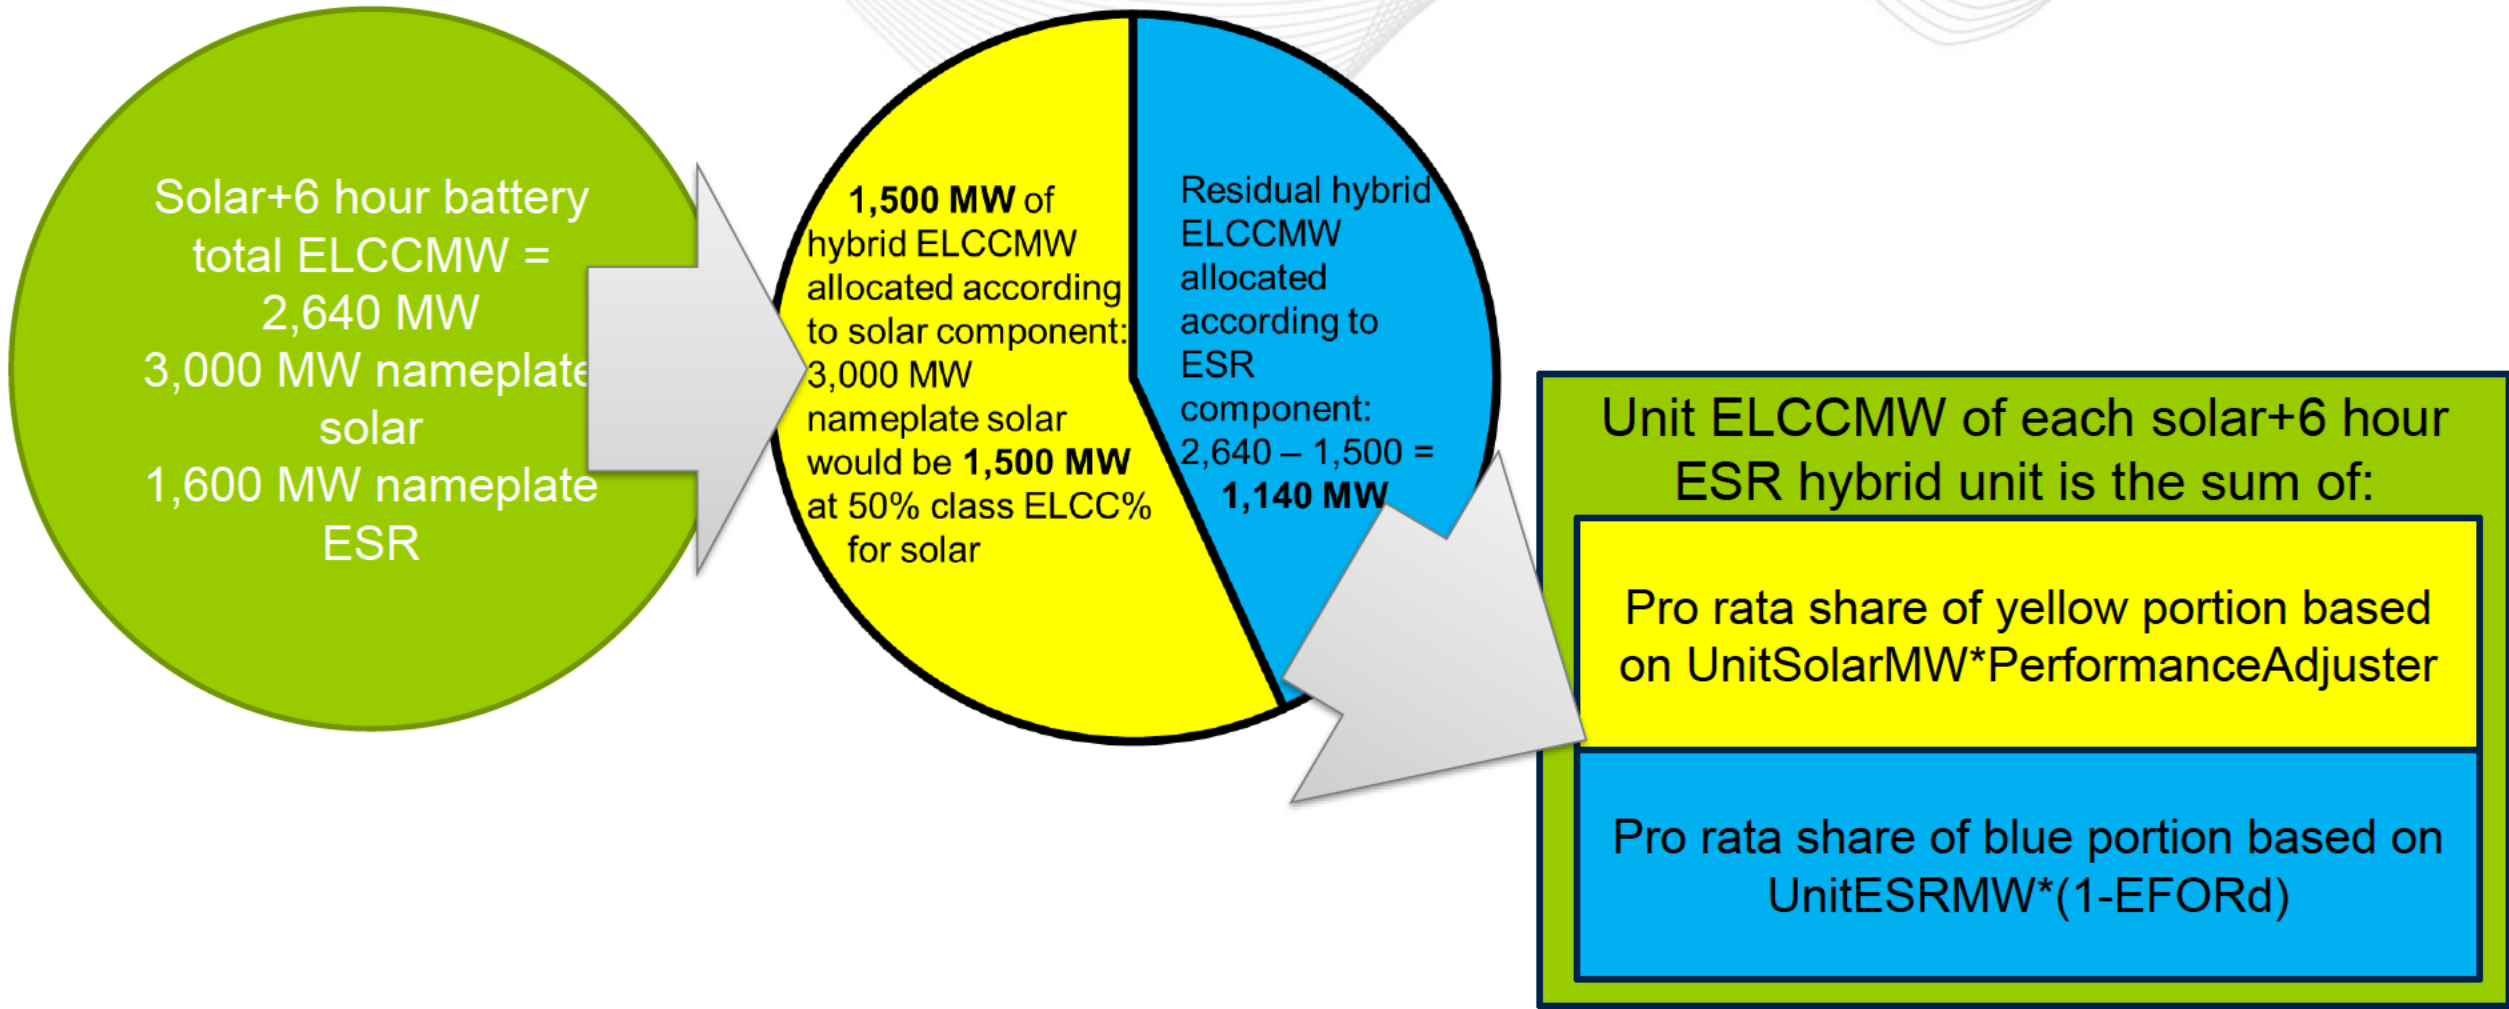 Solar+6 hour battery
total ELCCMW =
2,640 MW
3,000 MW nameplate
solar
1,600 MW nameplate
ESR
1,500 MW of
hybrid ELCCMW
allocated according
to solar component:
3,000 MW
nameplate solar
would be 1,500 MW
at 50% class ELCC%
for solar
Residual hybrid
ELCCMW
allocated
according to
ESR
component:
2,640 – 1,500 =
1,140 MW
Unit ELCCMW of each solar+6 hour
ESR hybrid unit is the sum of:
Pro rata share of yellow portion based
on UnitSolarMW*PerformanceAdjuster
Pro rata share of blue portion based on
UnitESRMW*(1-EFORd)